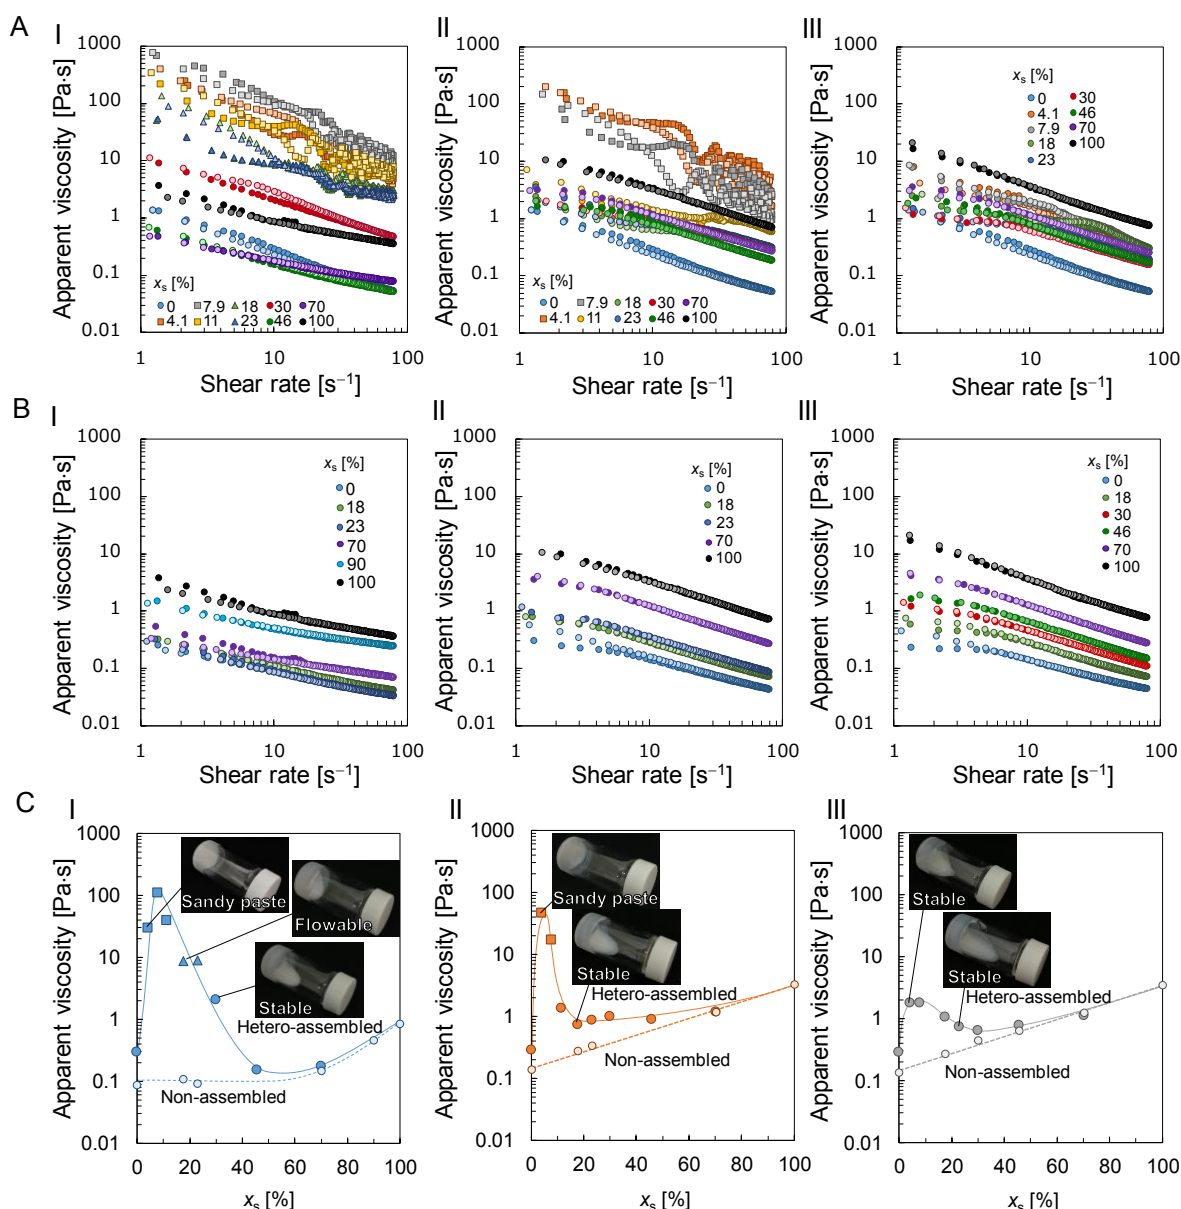 A
I
II
III
Apparent viscosity [Pa·s]
1000
100
10
1
0.1
0.01
xs [%]
0 7.9 18 30 70
4.1 11 23 46 100
1 10 100
Shear rate [s⁻¹]
Apparent viscosity [Pa·s]
1000
100
10
1
0.1
0.01
xs [%]
0 7.9 18 30 70
4.1 11 23 46 100
1 10 100
Shear rate [s⁻¹]
Apparent viscosity [Pa·s]
1000
100
10
1
0.1
0.01
xs [%]
0 30
4.1 46
7.9 70
18 100
23
1 10 100
Shear rate [s⁻¹]
B
I
II
III
Apparent viscosity [Pa·s]
1000
100
10
1
0.1
0.01
xs [%]
0
18
23
70
90
100
1 10 100
Shear rate [s⁻¹]
Apparent viscosity [Pa·s]
1000
100
10
1
0.1
0.01
xs [%]
0
18
23
70
100
1 10 100
Shear rate [s⁻¹]
Apparent viscosity [Pa·s]
1000
100
10
1
0.1
0.01
xs [%]
0
18
30
46
70
100
1 10 100
Shear rate [s⁻¹]
C
I
II
III
Apparent viscosity [Pa·s]
1000
100
10
1
0.1
0.01
Sandy paste
Flowable
Stable
Hetero-assembled
Non-assembled
0 20 40 60 80 100
xs [%]
Apparent viscosity [Pa·s]
1000
100
10
1
0.1
0.01
Sandy paste
Stable
Hetero-assembled
Non-assembled
0 20 40 60 80 100
xs [%]
Apparent viscosity [Pa·s]
1000
100
10
1
0.1
0.01
Stable
Stable
Hetero-assembled
Non-assembled
0 20 40 60 80 100
xs [%]